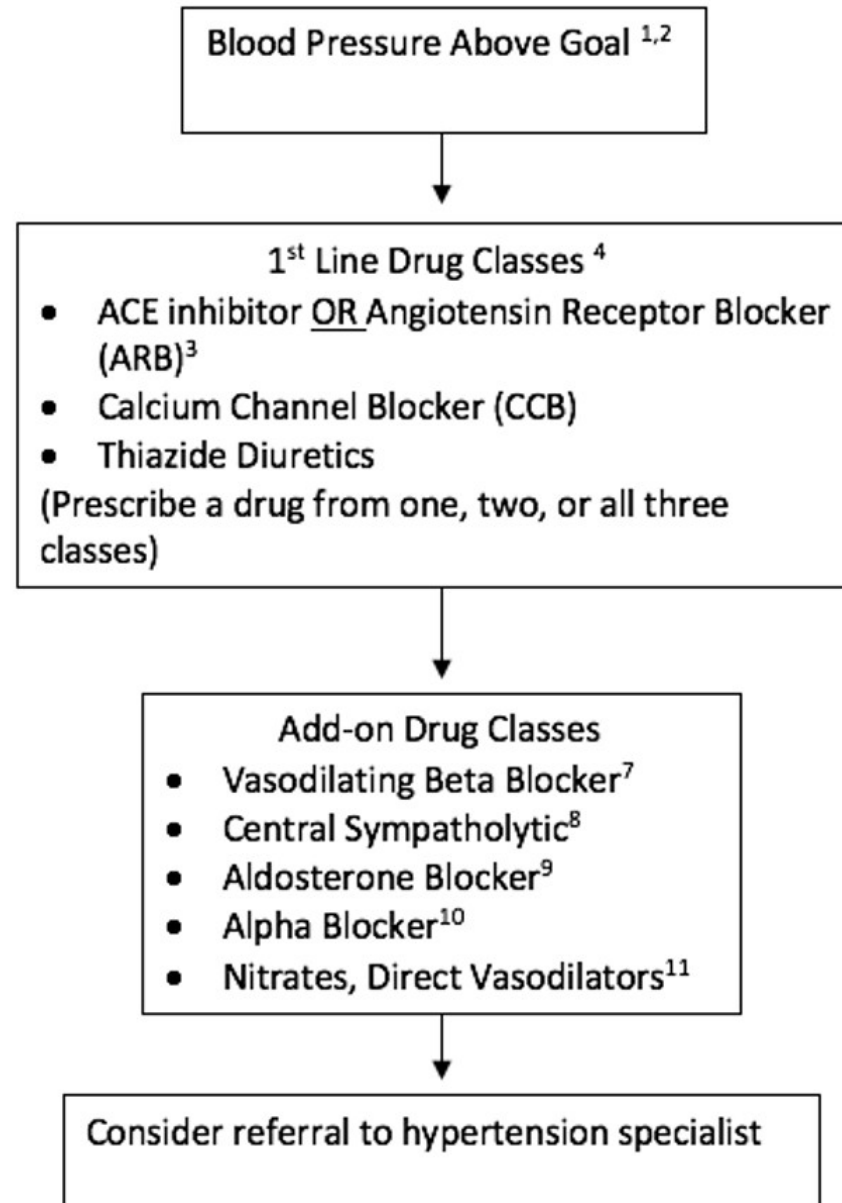 Blood Pressure Above Goal 1,2
1st Line Drug Classes 4
• ACE inhibitor OR Angiotensin Receptor Blocker
(ARB)3
• Calcium Channel Blocker (CCB)
• Thiazide Diuretics
(Prescribe a drug from one, two, or all three
classes)
Add-on Drug Classes
• Vasodilating Beta Blocker7
• Central Sympatholytic8
• Aldosterone Blocker9
• Alpha Blocker10
• Nitrates, Direct Vasodilators11
Consider referral to hypertension specialist